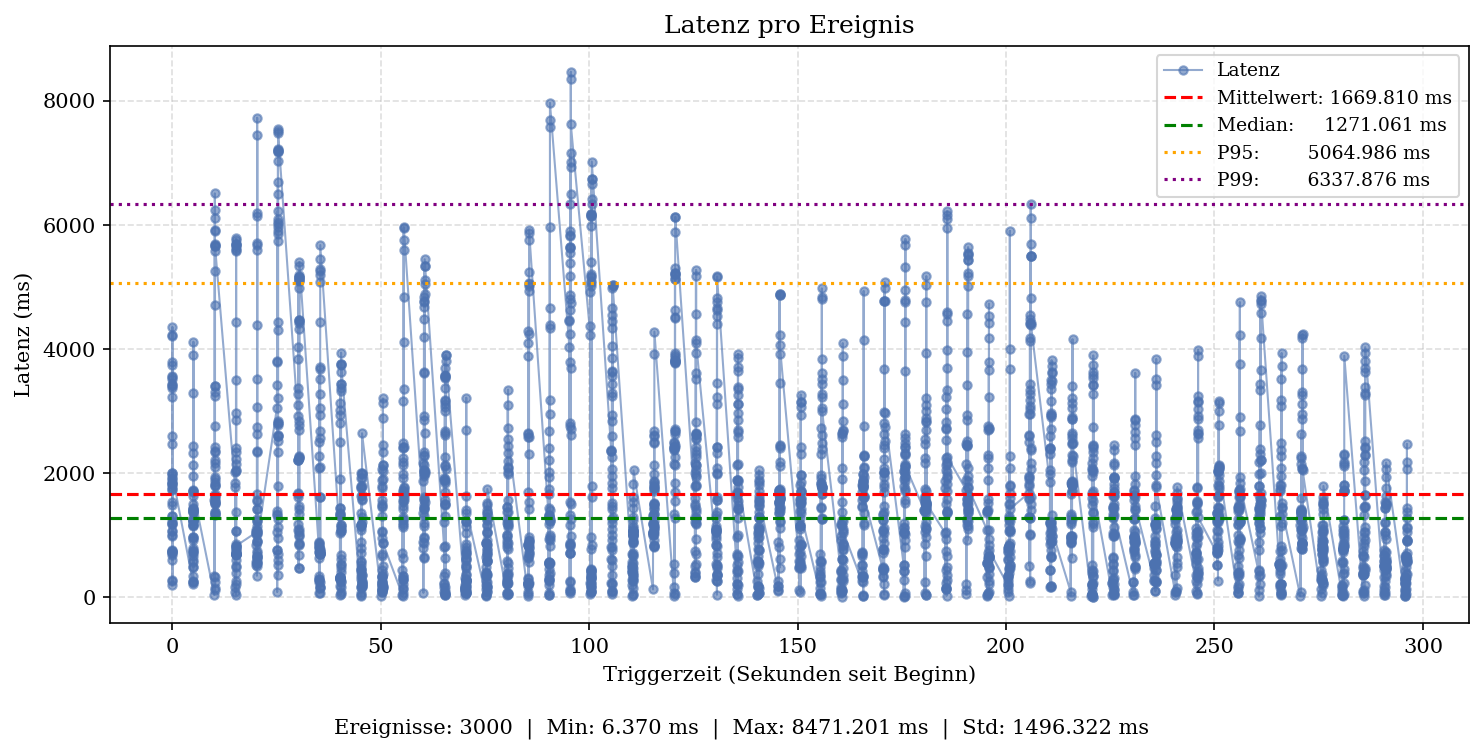 Latenz pro Ereignis
Latenz (ms)
8000
6000
4000
2000
0
Latenz
Mittelwert: 1669.810 ms
Median: 1271.061 ms
P95: 5064.986 ms
P99: 6337.876 ms
0 50 100 150 200 250 300
Triggerzeit (Sekunden seit Beginn)
Ereignisse: 3000 | Min: 6.370 ms | Max: 8471.201 ms | Std: 1496.322 ms